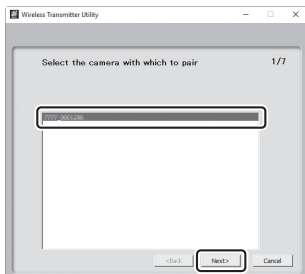 Wireless Transmitter Utility
Select the camera with which to pair 1/7
<Back Next> Cancel